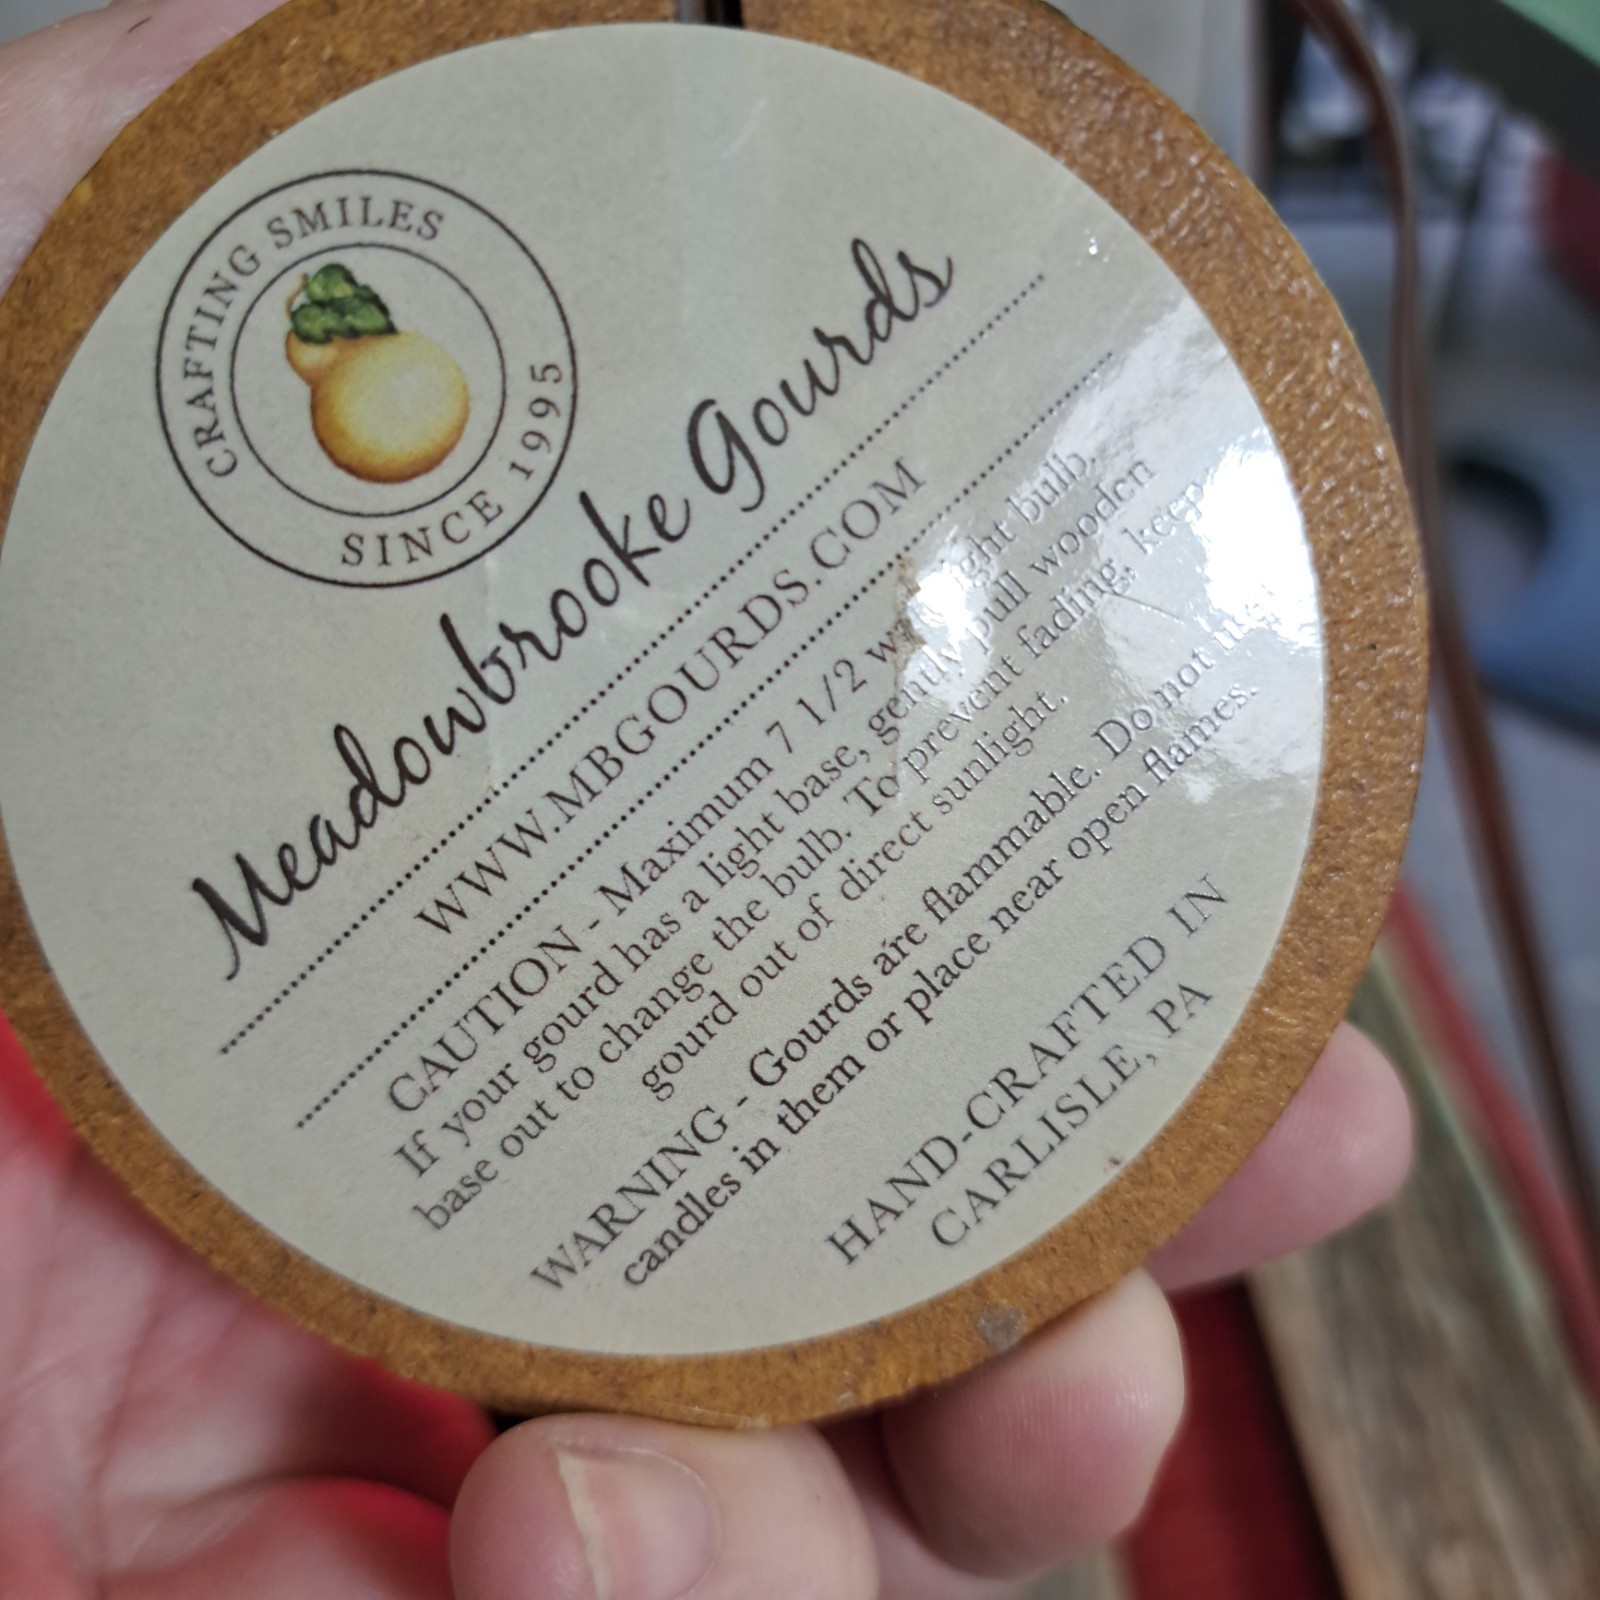 CRAFTING SMILES
SINCE 1995
Meadowbrooke Gourds
WWW.MBGOURDS.COM
CAUTION - Maximum 7 1/2 light bulb.
If your gourd has a light base, gently pull wooden
base out to change the bulb. To prevent fading, keep
gourd out of direct sunlight.
WARNING - Gourds are flammable. Do not use
candles in them or place near open flames.
HAND-CRAFTED IN
CARLISLE, PA